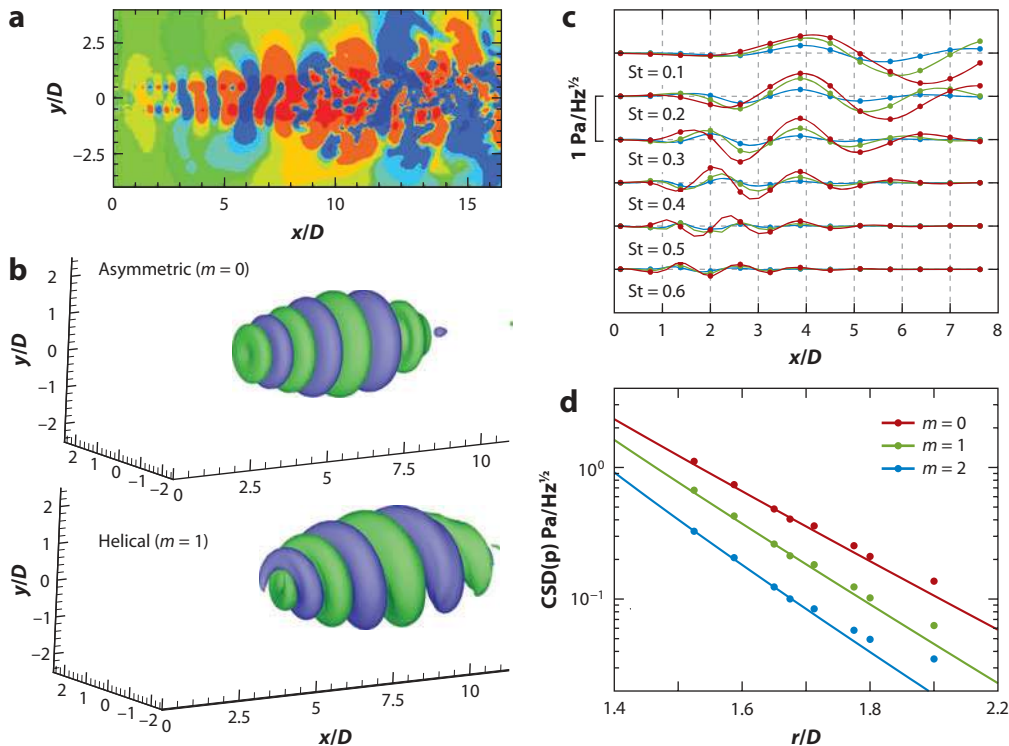 a
y/D
2.5
0
−2.5
0
5
10
15
x/D
b
Asymmetric (m = 0)
y/D
2
1
0
−1
−2
2
1
0
−1
−2
0
2.5
5
7.5
10
Helical (m = 1)
y/D
2
1
0
−1
−2
2
1
0
−1
−2
0
2.5
5
7.5
10
x/D
c
1 Pa/Hz½
St = 0.1
St = 0.2
St = 0.3
St = 0.4
St = 0.5
St = 0.6
0
1
2
3
4
5
6
7
8
x/D
d
CSD(p) Pa/Hz½
10⁰
10⁻¹
m = 0
m = 1
m = 2
1.4
1.6
1.8
2.0
2.2
r/D